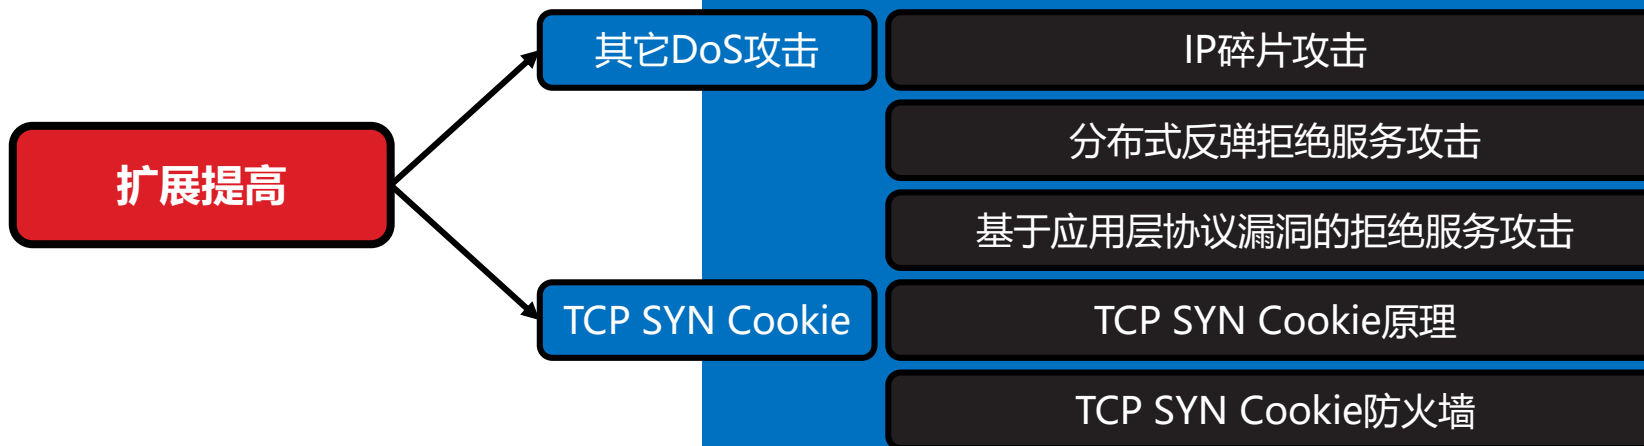 扩展提高
其它DoS攻击
IP碎片攻击
分布式反弹拒绝服务攻击
基于应用层协议漏洞的拒绝服务攻击
TCP SYN Cookie
TCP SYN Cookie原理
TCP SYN Cookie防火墙